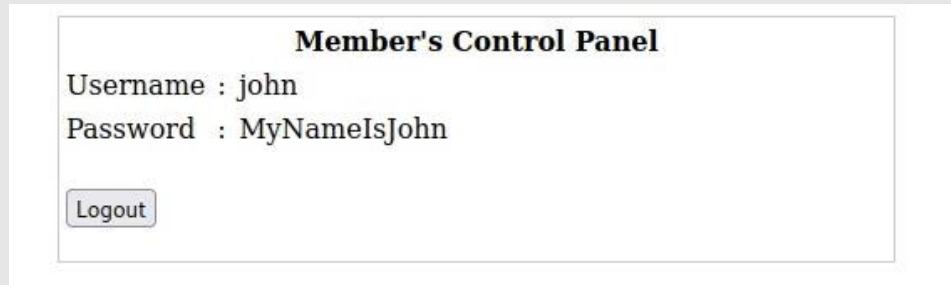 Member's Control Panel
Username : john
Password : MyNameIsJohn
Logout